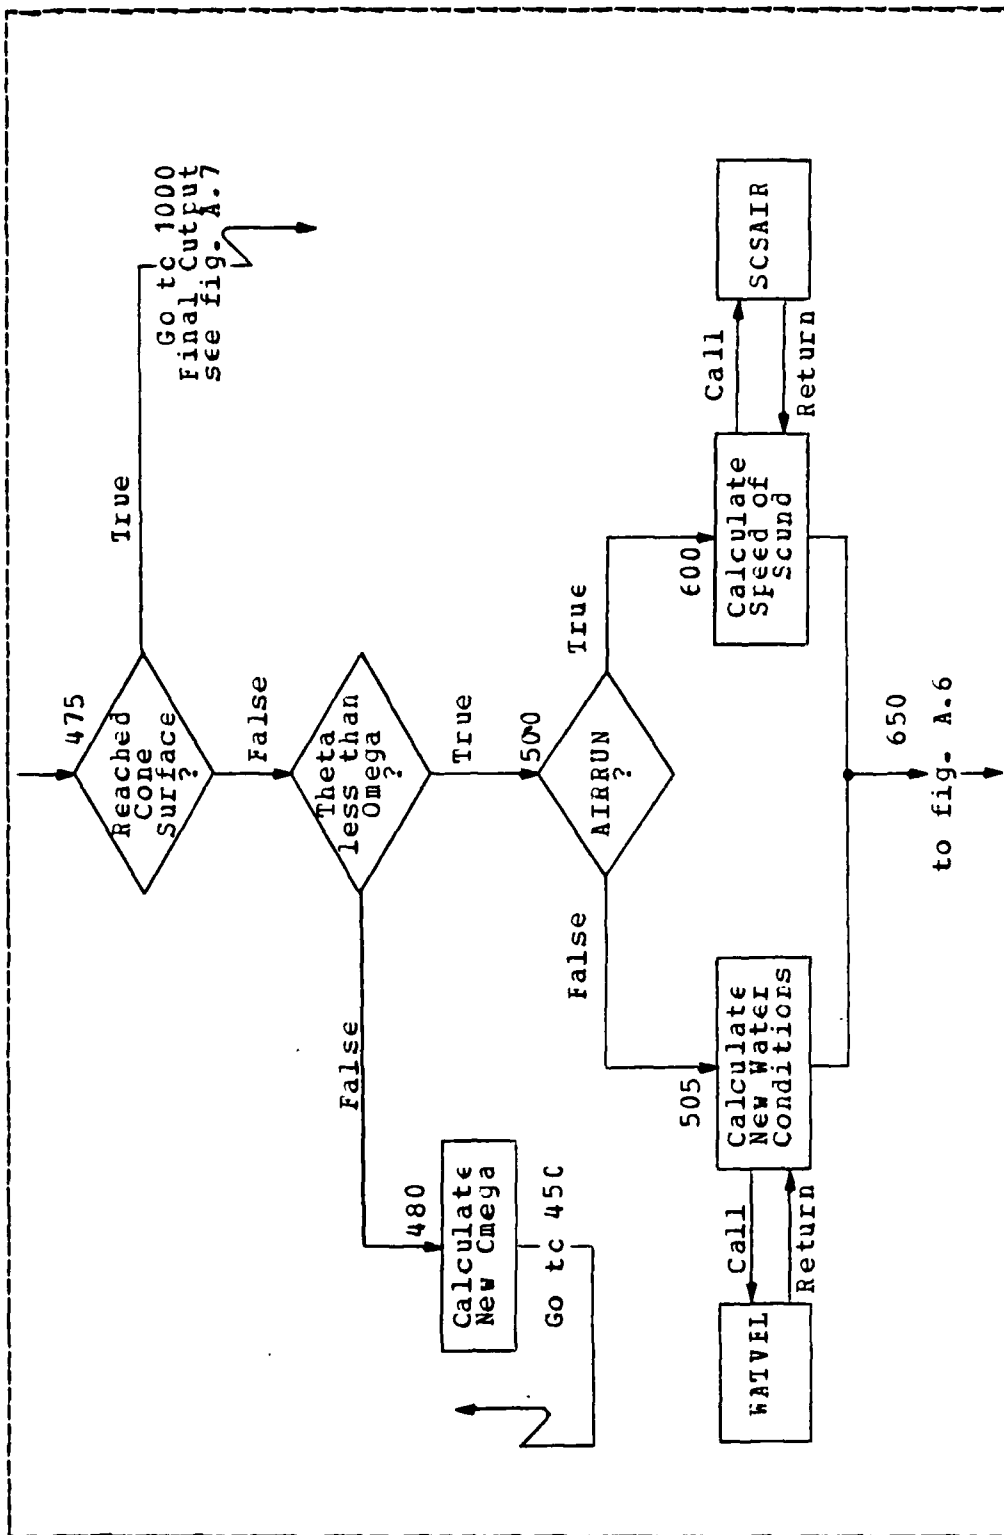 475
Reached
Cone
Surface
?
True
Go tc 1000
Final Cutput
see fig. A.7
False
Theta
less than
Omega
?
False
480
Calculate
New Cmega
Go tc 45C
True
500
AIRRUN
?
False
505
Calculate
New Water
Conditions
Call
Return
WATVEL
True
600
Calculate
Speed of
Scund
Call
Return
SCSAIR
650
to fig. A.6